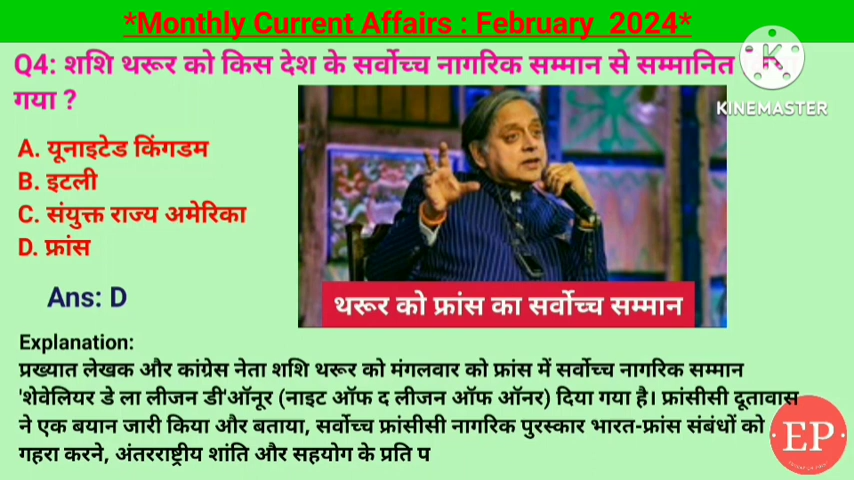 *Monthly Current Affairs : February 2024*
Q4: शशि थरूर को किस देश के सर्वोच्च नागरिक सम्मान से सम्मानित
गया ?
KINEMASTER
A. यूनाइटेड किंगडम
B. इटली
C. संयुक्त राज्य अमेरिका
D. फ्रांस
Ans: D
थरूर को फ्रांस का सर्वोच्च सम्मान
Explanation:
प्रख्यात लेखक और कांग्रेस नेता शशि थरूर को मंगलवार को फ्रांस में सर्वोच्च नागरिक सम्मान
'शेवेलियर डे ला लीजन डी'ऑनूर (नाइट ऑफ द लीजन ऑफ ऑनर) दिया गया है। फ्रांसीसी दूतावास
ने एक बयान जारी किया और बताया, सर्वोच्च फ्रांसीसी नागरिक पुरस्कार भारत-फ्रांस संबंधों को
गहरा करने, अंतरराष्ट्रीय शांति और सहयोग के प्रति प
EP